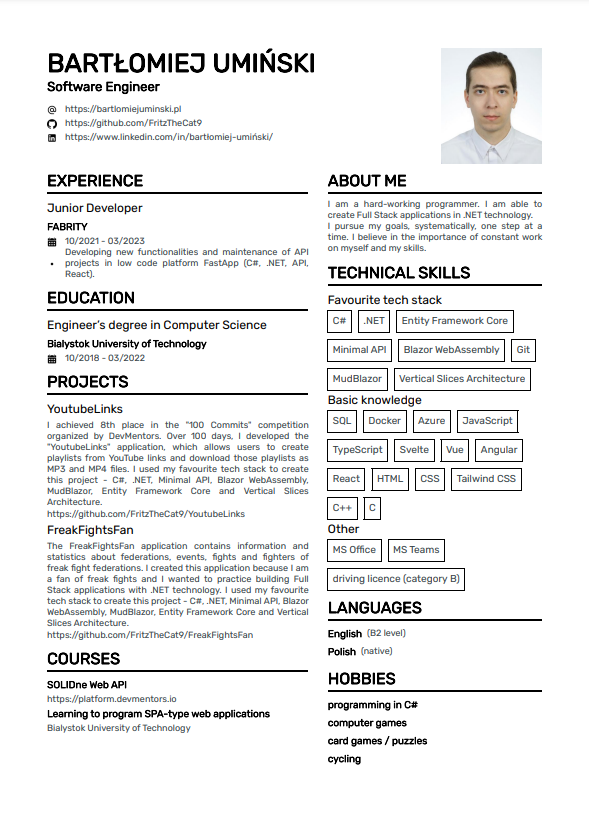 BARTŁOMIEJ UMIŃSKI
Software Engineer
https://bartlomiejuminski.pl
https://github.com/FritzTheCat9
https://www.linkedin.com/in/bartłomiej-umiński/
EXPERIENCE
Junior Developer
FABRITY
10/2021 - 03/2023
Developing new functionalities and maintenance of API
• projects in low code platform FastApp (C#, .NET, API,
React).
EDUCATION
Engineer's degree in Computer Science
Bialystok University of Technology
10/2018 - 03/2022
PROJECTS
YoutubeLinks
I achieved 8th place in the "100 Commits" competition
organized by DevMentors. Over 100 days, I developed the
"YoutubeLinks" application, which allows users to create
playlists from YouTube links and download those playlists as
MP3 and MP4 files. I used my favourite tech stack to create
this project - C#, .NET, Minimal API, Blazor WebAssembly,
MudBlazor, Entity Framework Core and Vertical Slices
Architecture.
https://github.com/FritzTheCat9/YoutubeLinks
FreakFightsFan
The FreakFightsFan application contains information and
statistics about federations, events, fights and fighters of
freak fight federations. I created this application because I am
a fan of freak fights and I wanted to practice building Full
Stack applications with .NET technology. I used my favourite
tech stack to create this project - C#, .NET, Minimal API, Blazor
WebAssembly, MudBlazor, Entity Framework Core and Vertical
Slices Architecture.
https://github.com/FritzTheCat9/FreakFightsFan
COURSES
SOLIDne Web API
https://platform.devmentors.io
Learning to program SPA-type web applications
Bialystok University of Technology
ABOUT ME
I am a hard-working programmer. I am able to
create Full Stack applications in .NET technology.
I pursue my goals, systematically, one step at a
time. I believe in the importance of constant work
on myself and my skills.
TECHNICAL SKILLS
Favourite tech stack
C# .NET Entity Framework Core
Minimal API Blazor WebAssembly Git
MudBlazor Vertical Slices Architecture
Basic knowledge
SQL Docker Azure JavaScript
TypeScript Svelte Vue Angular
React HTML CSS Tailwind CSS
C++ C
Other
MS Office MS Teams
driving licence (category B)
LANGUAGES
English (B2 level)
Polish (native)
HOBBIES
programming in C#
computer games
card games / puzzles
cycling